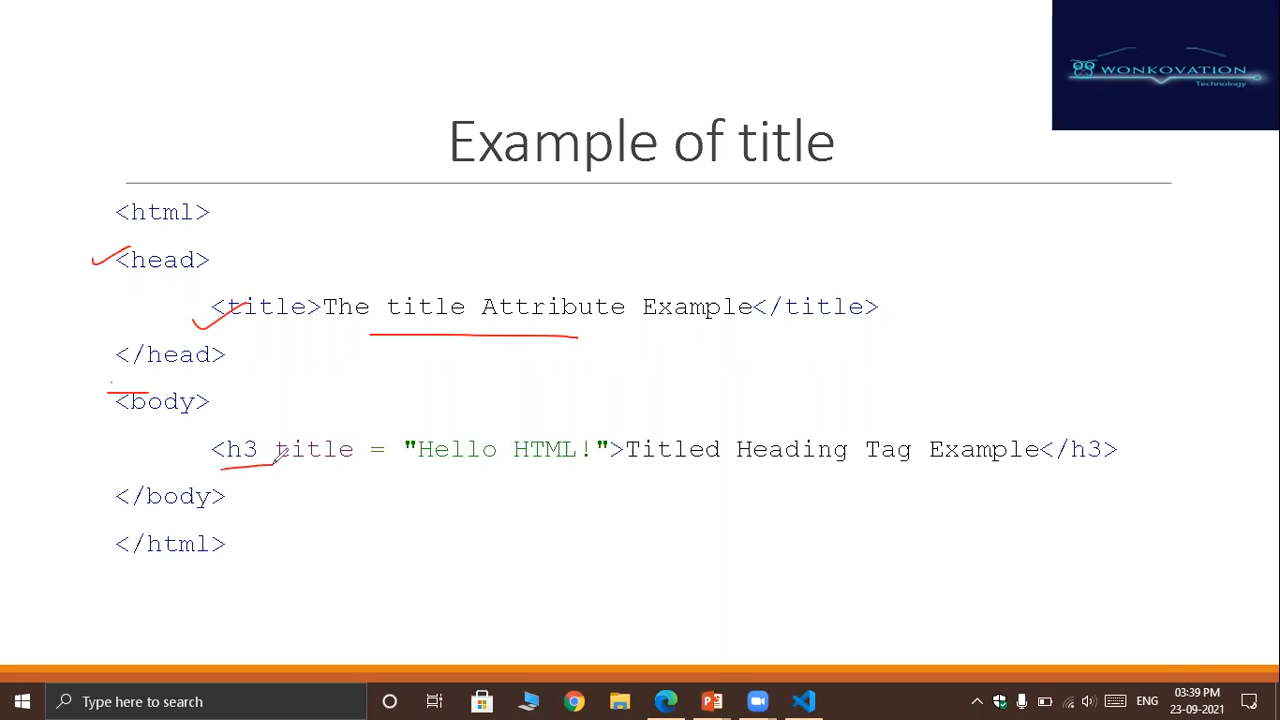 WONKOVATION
Technology
Example of title
<html>
<head>
<title>The title Attribute Example</title>
</head>
<body>
<h3 title = "Hello HTML!">Titled Heading Tag Example</h3>
</body>
</html>
Type here to search
ENG
03:39 PM
23-09-2021